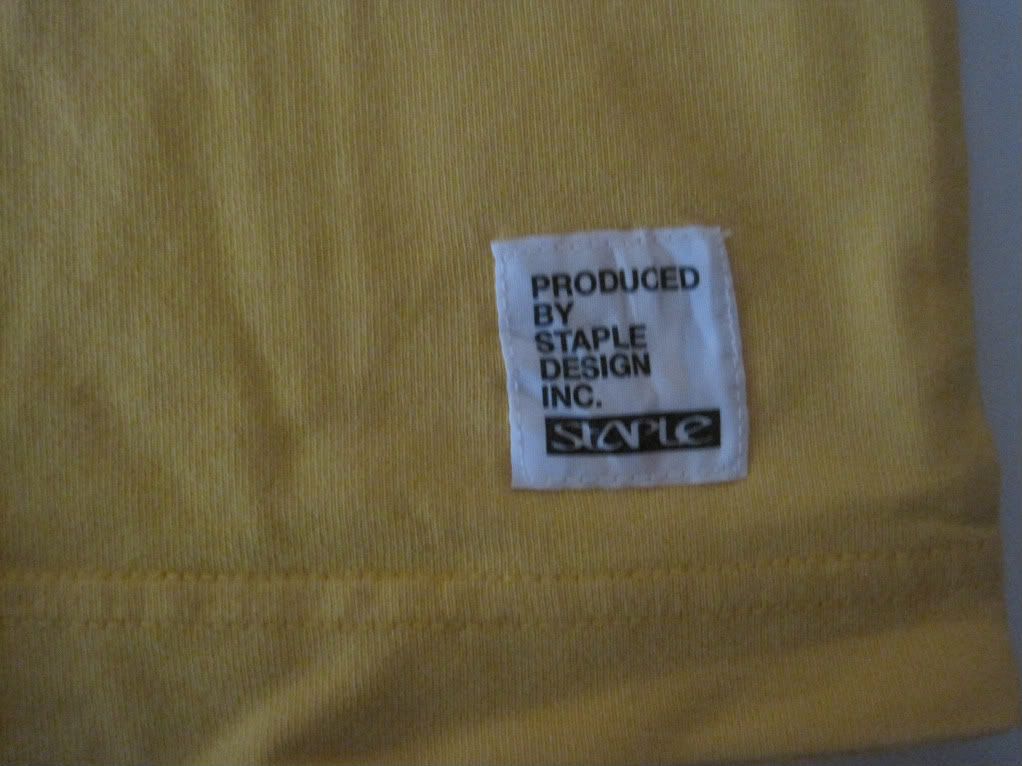 PRODUCED
BY
STAPLE
DESIGN
INC.
STAPLE